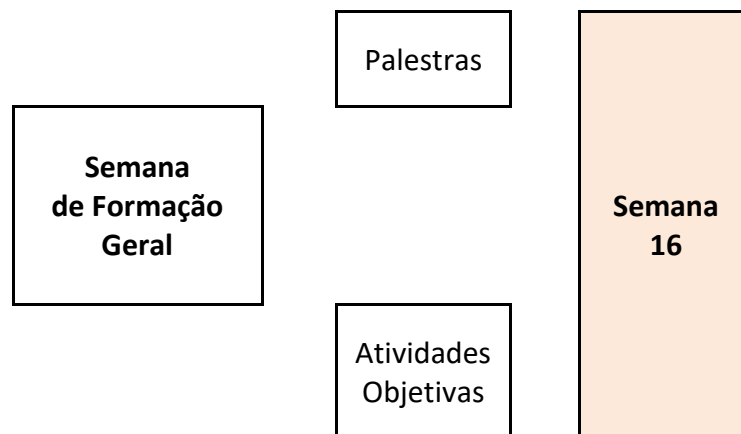 Semana
de Formação
Geral
Palestras
Atividades
Objetivas
Semana
16